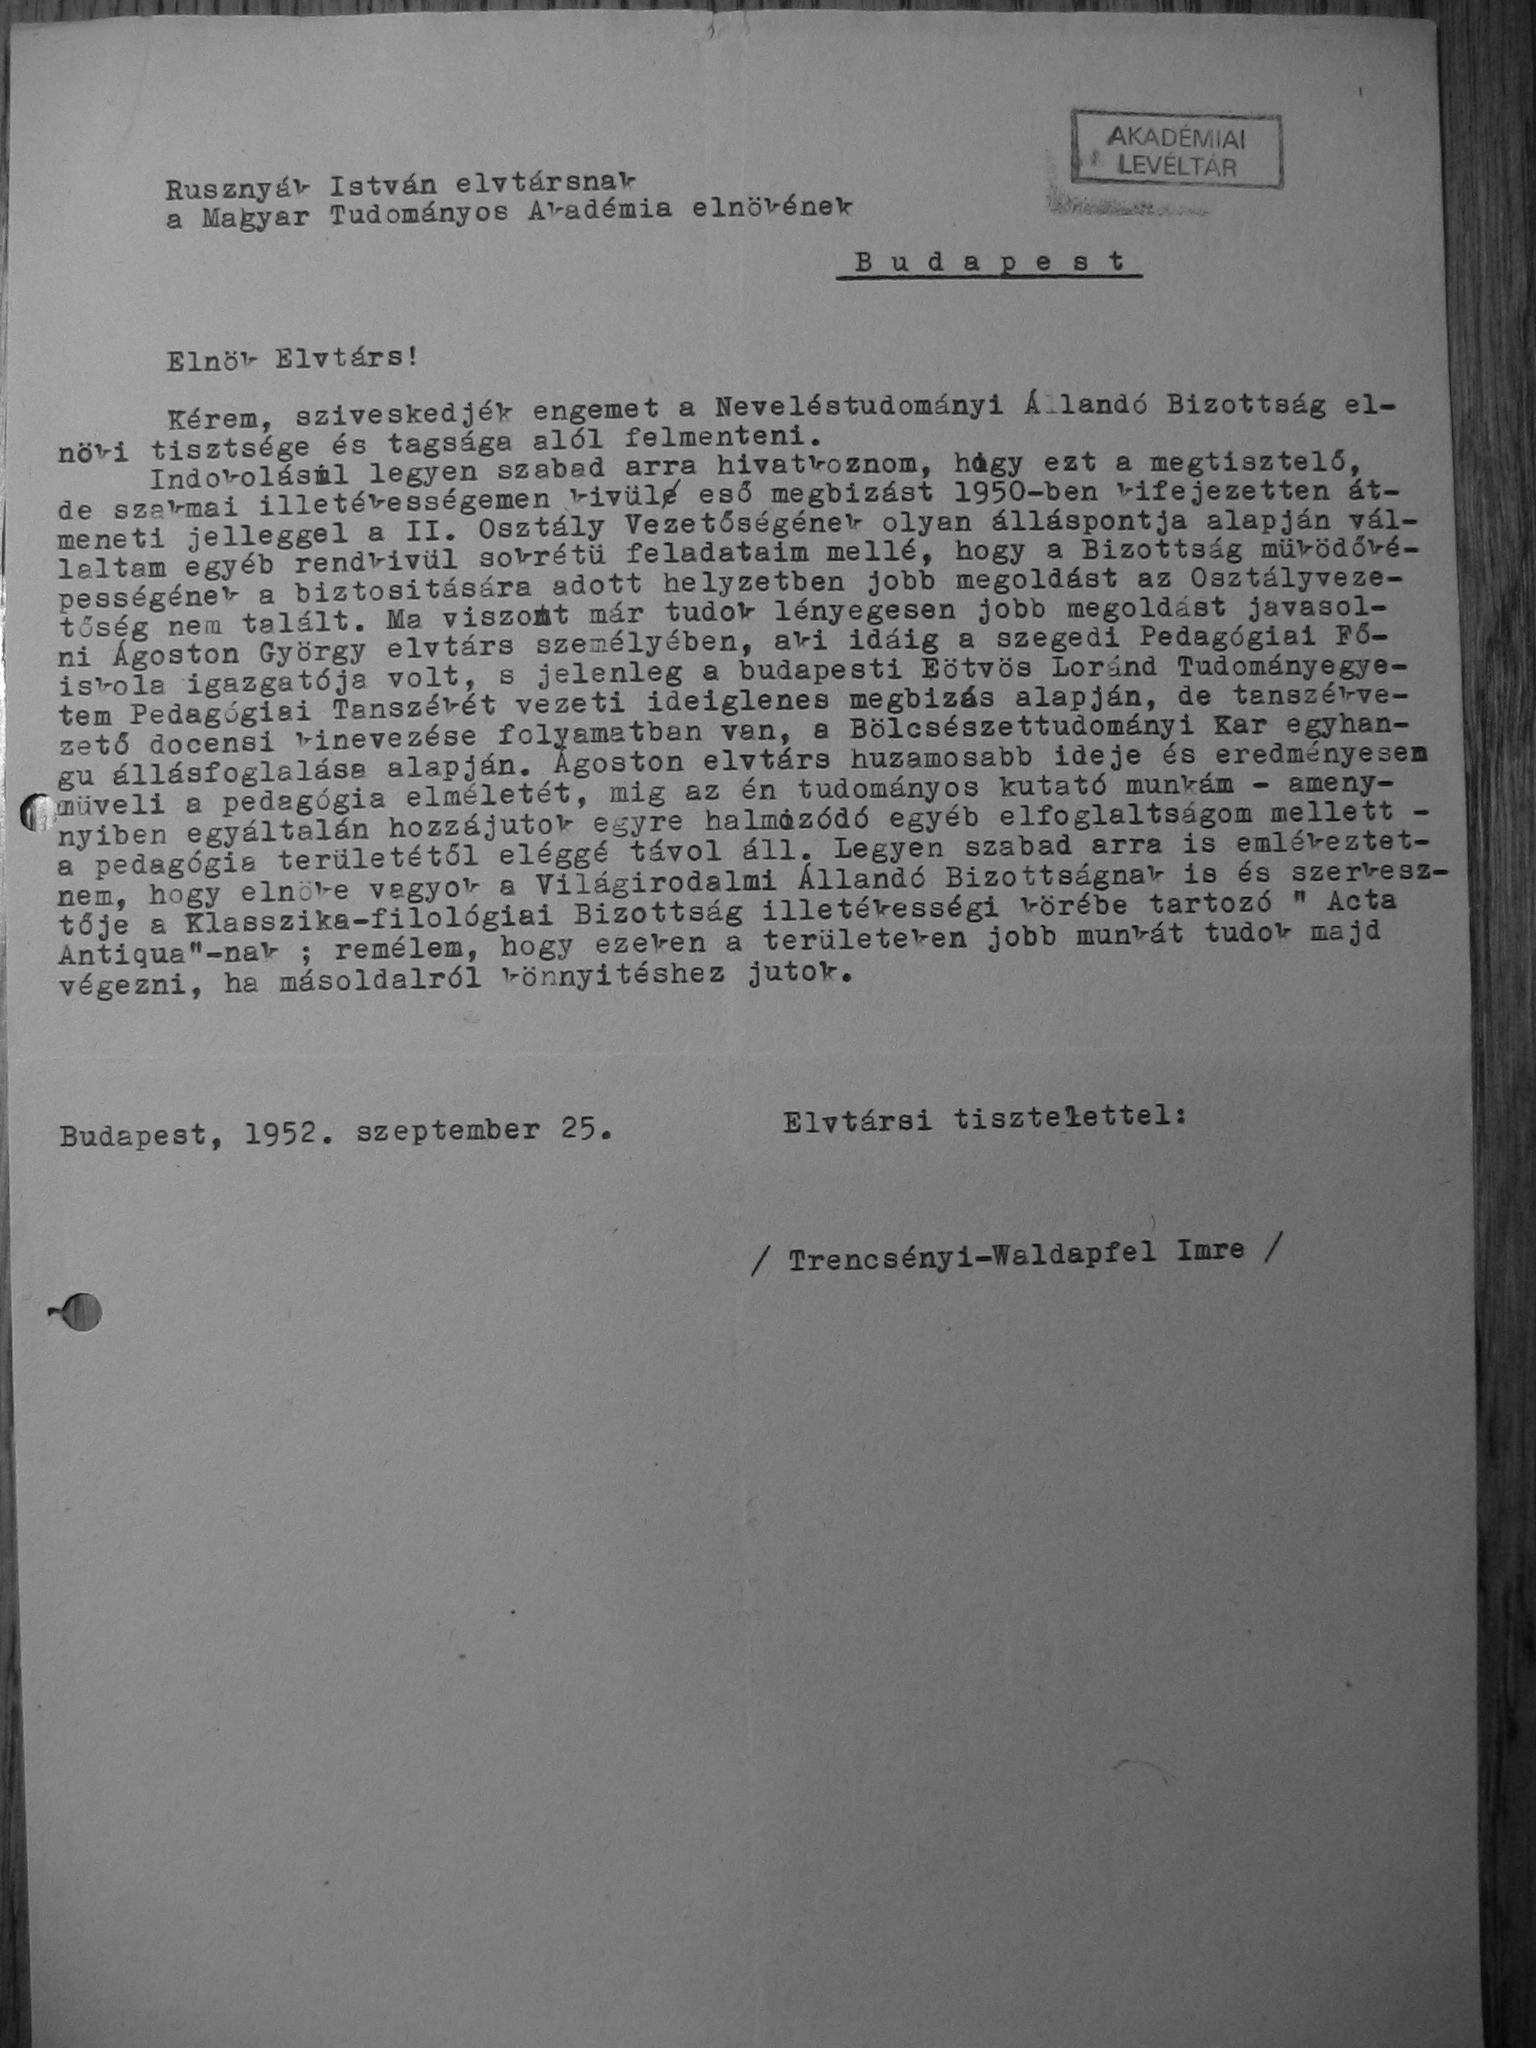 AKADÉMIAI
LEVÉLTÁR
Rusznyák István elvtársnak
a Magyar Tudományos Akadémia elnökének
B u d a p e s t
Elnök Elvtárs!
Kérem, sziveskedjék engemet a Neveléstudományi Állandó Bizottság el-
nöki tisztsége és tagsága alól felmenteni.
Indokolásul legyen szabad arra hivatkoznom, hogy ezt a megtisztelő,
de szakmai illetékességemen kivül eső megbizást 1950-ben kifejezetten át-
meneti jelleggel a II. Osztály Vezetőségének olyan álláspontja alapján vál-
laltam egyéb rendkivül sokrétü feladataim mellé, hogy a Bizottság müködőké-
pességének a biztositására adott helyzetben jobb megoldást az Osztályveze-
tőség nem talált. Ma viszont már tudok lényegesen jobb megoldást javasol-
ni Ágoston György elvtárs személyében, aki idáig a szegedi Pedagógiai Fő-
iskola igazgatója volt, s jelenleg a budapesti Eötvös Loránd Tudományegye-
tem Pedagógiai Tanszékét vezeti ideiglenes megbizás alapján, de tanszékve-
zető docensi kinevezése folyamatban van, a Bölcsészettudományi Kar egyhan-
gu állásfoglalása alapján. Ágoston elvtárs huzamosabb ideje és eredményesen
müveli a pedagógia elméletét, mig az én tudományos kutató munkám - ameny-
nyiben egyáltalán hozzájutok egyre halmozódó egyéb elfoglaltságom mellett -
a pedagógia területétől eléggé távol áll. Legyen szabad arra is emlékeztet-
nem, hogy elnöke vagyok a Világirodalmi Állandó Bizottságnak is és szerkesz-
tője a Klasszika-filológiai Bizottság illetékességi körébe tartozó " Acta
Antiqua"-nak ; remélem, hogy ezeken a területeken jobb munkát tudok majd
végezni, ha másoldalról könnyitéshez jutok.
Budapest, 1952. szeptember 25.
Elvtársi tisztelettel:
/ Trencsényi-Waldapfel Imre /